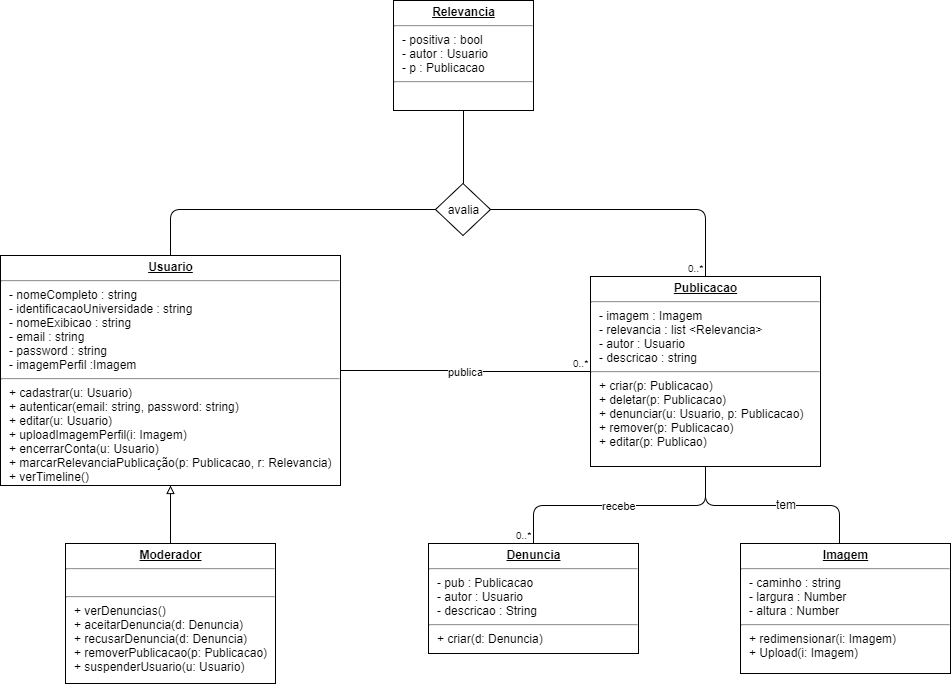 Relevancia
- positiva : bool
- autor : Usuario
- p : Publicacao
avalia
Usuario
- nomeCompleto : string
- identificacaoUniversidade : string
- nomeExibicao : string
- email : string
- password : string
- imagemPerfil :Imagem
+ cadastrar(u: Usuario)
+ autenticar(email: string, password: string)
+ editar(u: Usuario)
+ uploadImagemPerfil(i: Imagem)
+ encerrarConta(u: Usuario)
+ marcarRelevanciaPublicação(p: Publicacao, r: Relevancia)
+ verTimeline()
0..*
Publicacao
- imagem : Imagem
- relevancia : list <Relevancia>
- autor : Usuario
- descricao : string
+ criar(p: Publicacao)
+ deletar(p: Publicacao)
+ denunciar(u: Usuario, p: Publicacao)
+ remover(p: Publicacao)
+ editar(p: Publicao)
publica
0..*
Moderador
+ verDenuncias()
+ aceitarDenuncia(d: Denuncia)
+ recusarDenuncia(d: Denuncia)
+ removerPublicacao(p: Publicacao)
+ suspenderUsuario(u: Usuario)
recebe
0..*
tem
Denuncia
- pub : Publicacao
- autor : Usuario
- descricao : String
+ criar(d: Denuncia)
Imagem
- caminho : string
- largura : Number
- altura : Number
+ redimensionar(i: Imagem)
+ Upload(i: Imagem)